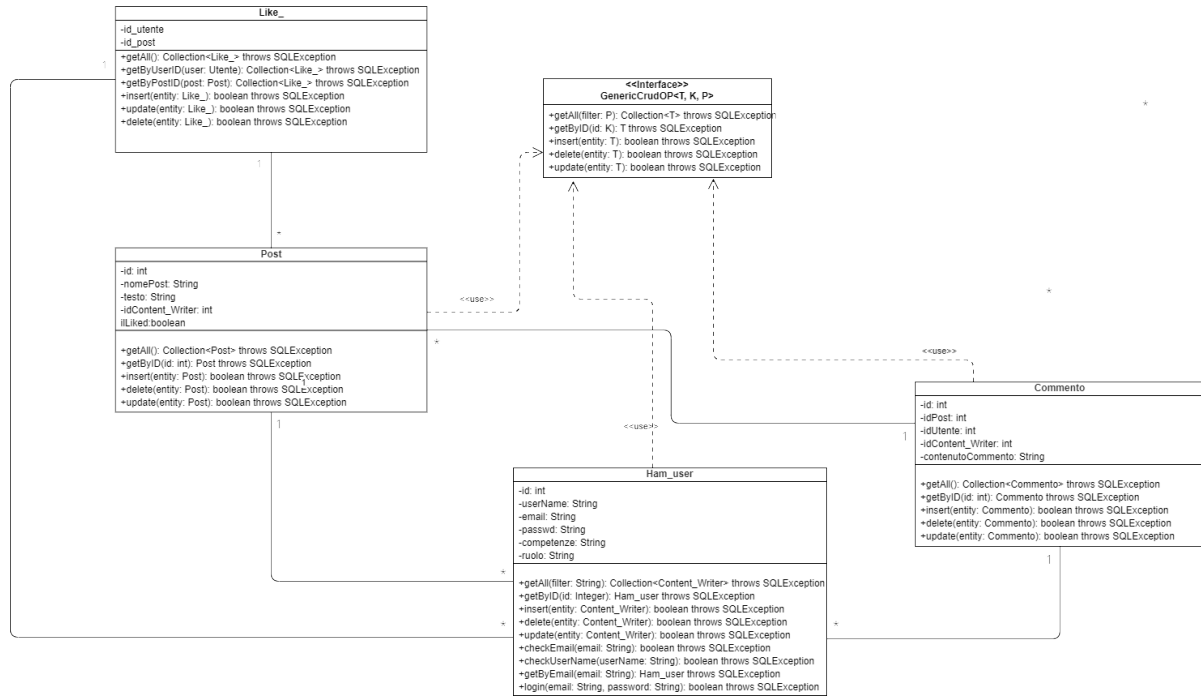 Like_
-id_utente
-id_post
+getAll(): Collection<Like_> throws SQLException
+getByUserID(user: Utente): Collection<Like_> throws SQLException
+getByPostID(post: Post): Collection<Like_> throws SQLException
+insert(entity: Like_): boolean throws SQLException
+update(entity: Like_): boolean throws SQLException
+delete(entity: Like_): boolean throws SQLException
1
1
*
<<Interface>>
GenericCrudOP<T, K, P>
+getAll(filter: P): Collection<T> throws SQLException
+getByID(id: K): T throws SQLException
+insert(entity: T): boolean throws SQLException
+delete(entity: T): boolean throws SQLException
+update(entity: T): boolean throws SQLException
*
*
Post
-id: int
-nomePost: String
-testo: String
-idContent_Writer: int
ilLiked:boolean
+getAll(): Collection<Post> throws SQLException
+getByID(id: int): Post throws SQLException
+insert(entity: Post): boolean throws SQLException
+delete(entity: Post): boolean throws SQLException
+update(entity: Post): boolean throws SQLException
1
<<use>>
*
1
<<use>>
<<use>>
Commento
-id: int
-idPost: int
-idUtente: int
-idContent_Writer: int
-contenutoCommento: String
+getAll(): Collection<Commento> throws SQLException
+getByID(id: int): Commento throws SQLException
+insert(entity: Commento): boolean throws SQLException
+delete(entity: Commento): boolean throws SQLException
+update(entity: Commento): boolean throws SQLException
1
1
Ham_user
-id: int
-userName: String
-email: String
-passwd: String
-competenze: String
-ruolo: String
+getAll(filter: String): Collection<Content_Writer> throws SQLException
+getByID(id: Integer): Ham_user throws SQLException
+insert(entity: Content_Writer): boolean throws SQLException
+delete(entity: Content_Writer): boolean throws SQLException
+update(entity: Content_Writer): boolean throws SQLException
+checkEmail(email: String): boolean throws SQLException
+checkUserName(userName: String): boolean throws SQLException
+getByEmail(email: String): Ham_user throws SQLException
+login(email: String, password: String): boolean throws SQLException
*
*
*